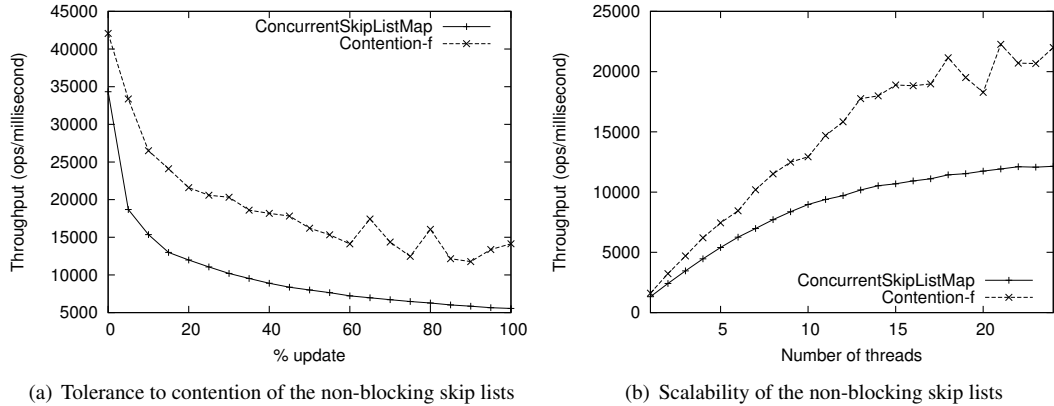 45000
40000
35000
30000
25000
20000
15000
10000
5000
Throughput (ops/millisecond)
0 20 40 60 80 100
% update
ConcurrentSkipListMap
Contention-f
(a) Tolerance to contention of the non-blocking skip lists
25000
20000
15000
10000
5000
0
Throughput (ops/millisecond)
5 10 15 20
Number of threads
ConcurrentSkipListMap
Contention-f
(b) Scalability of the non-blocking skip lists